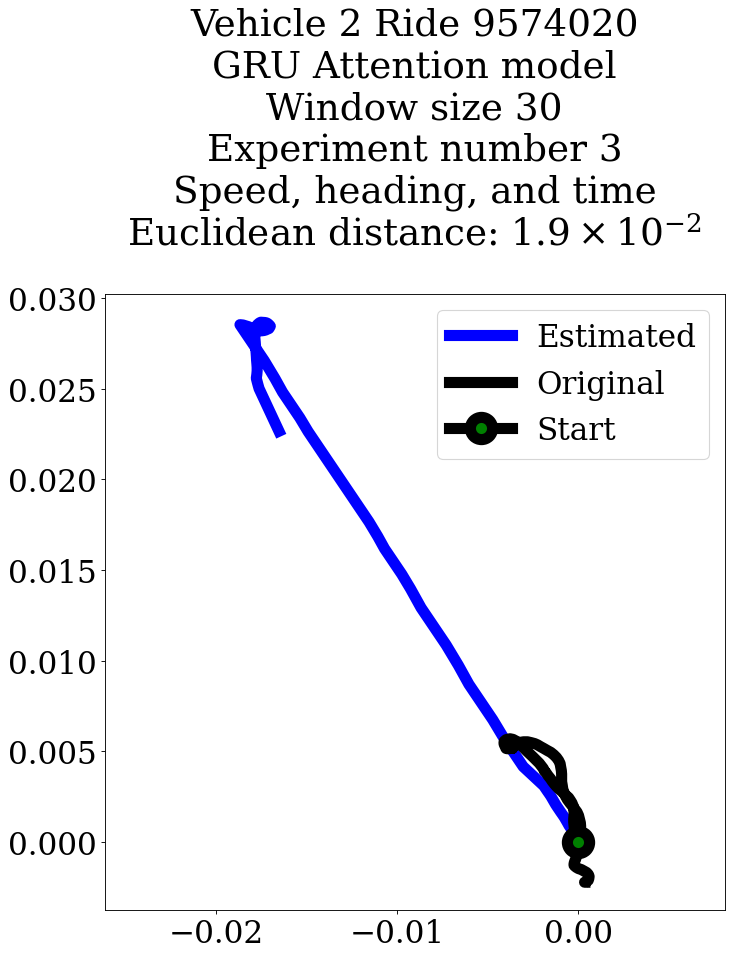 Vehicle 2 Ride 9574020
GRU Attention model
Window size 30
Experiment number 3
Speed, heading, and time
Euclidean distance: 1.9 × 10⁻²
0.030
0.025
0.020
0.015
0.010
0.005
0.000
Estimated
Original
Start
−0.02
−0.01
0.00